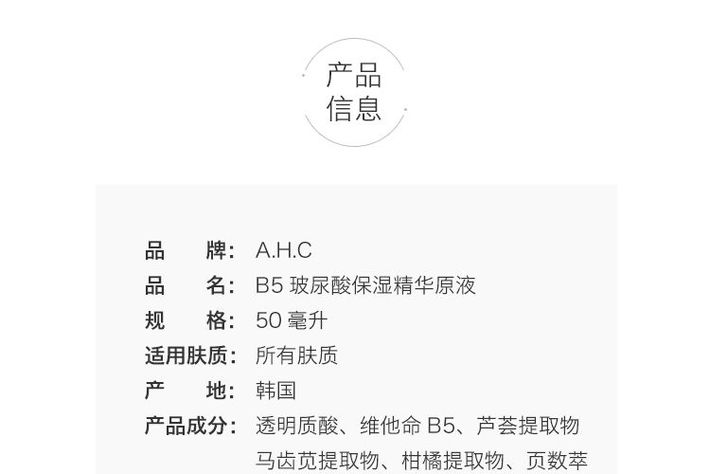 产品
信息
品 牌： A.H.C
品 名： B5 玻尿酸保湿精华原液
规 格： 50 毫升
适用肤质： 所有肤质
产 地： 韩国
产品成分： 透明质酸、维他命 B5、芦荟提取物
马齿苋提取物、柑橘提取物、页数萃